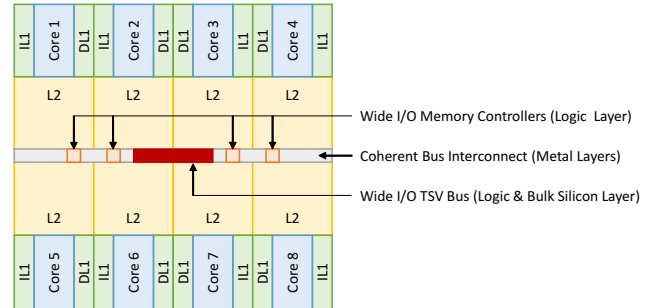 IL1 Core 1 DL1 IL1 Core 2 DL1 DL1 Core 3 IL1 DL1 Core 4 IL1
L2 L2 L2 L2
Wide I/O Memory Controllers (Logic Layer)
Coherent Bus Interconnect (Metal Layers)
Wide I/O TSV Bus (Logic & Bulk Silicon Layer)
L2 L2 L2 L2
IL1 Core 5 DL1 IL1 Core 6 DL1 DL1 Core 7 IL1 DL1 Core 8 IL1